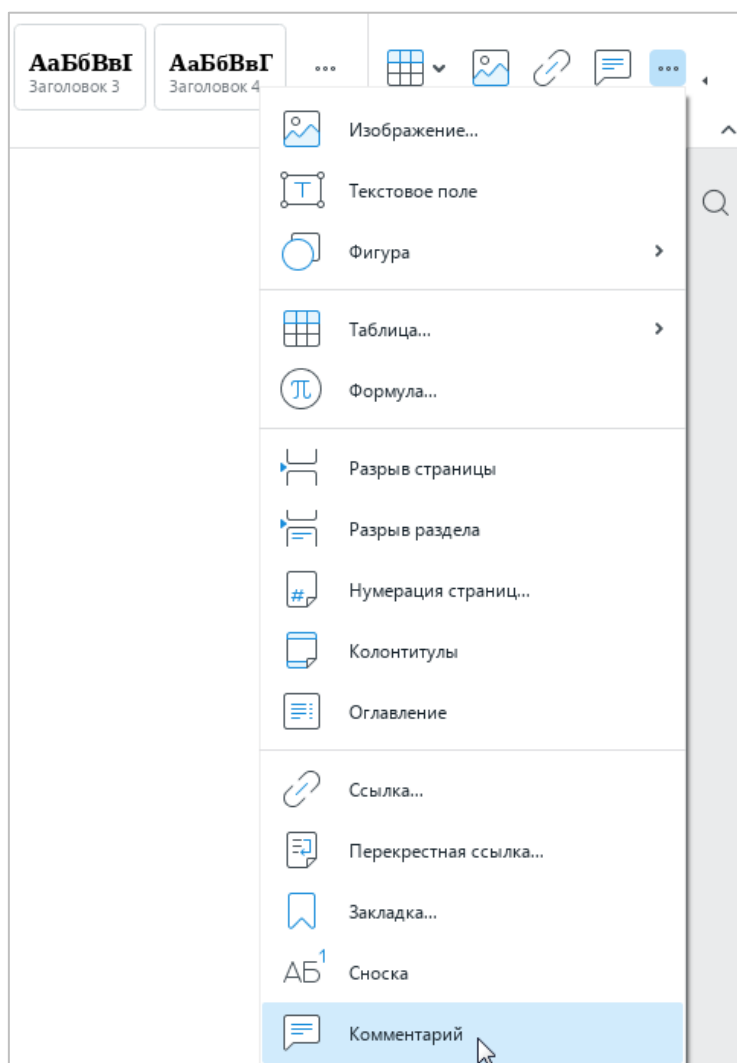 АаБбВвІ АаБбВвГ
Заголовок 3 Заголовок 4
Изображение...
Текстовое поле
Фигура
Таблица...
Формула...
Разрыв страницы
Разрыв раздела
Нумерация страниц...
Колонтитулы
Оглавление
Ссылка...
Перекрестная ссылка...
Закладка...
АБ1 Сноска
Комментарий